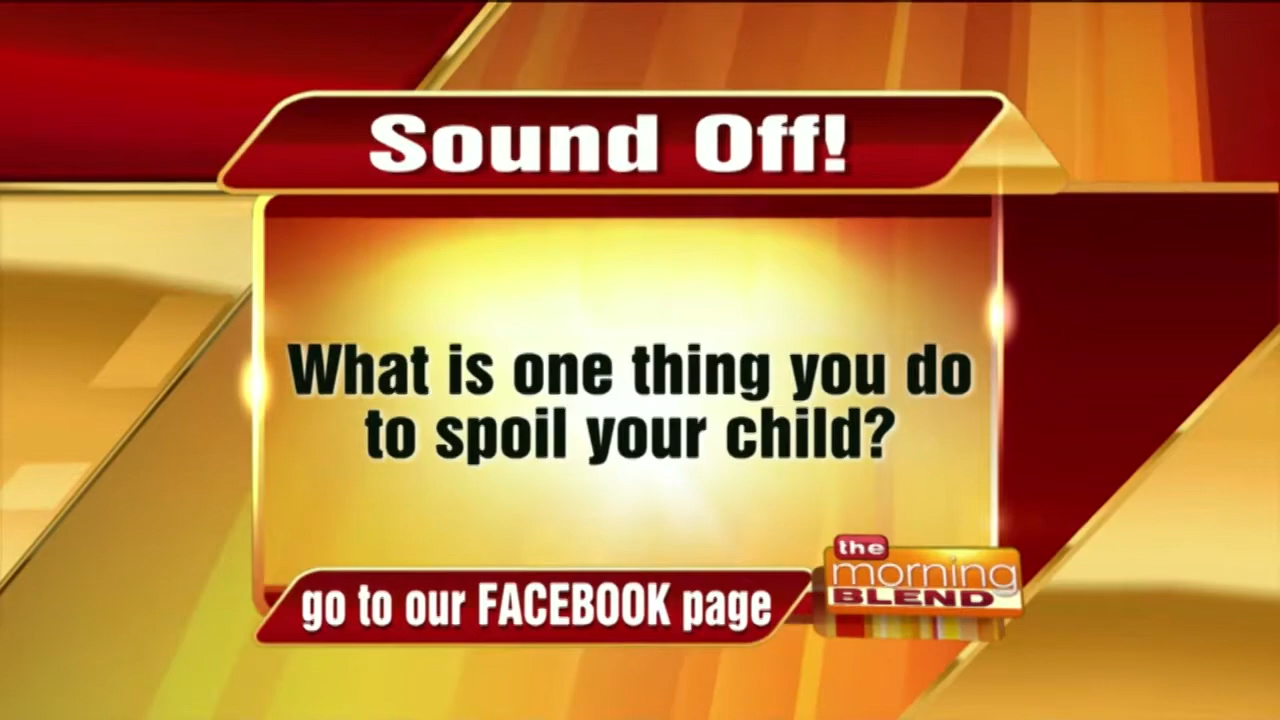 Sound Off!
What is one thing you do
to spoil your child?
go to our FACEBOOK page
the
morning
BLEND